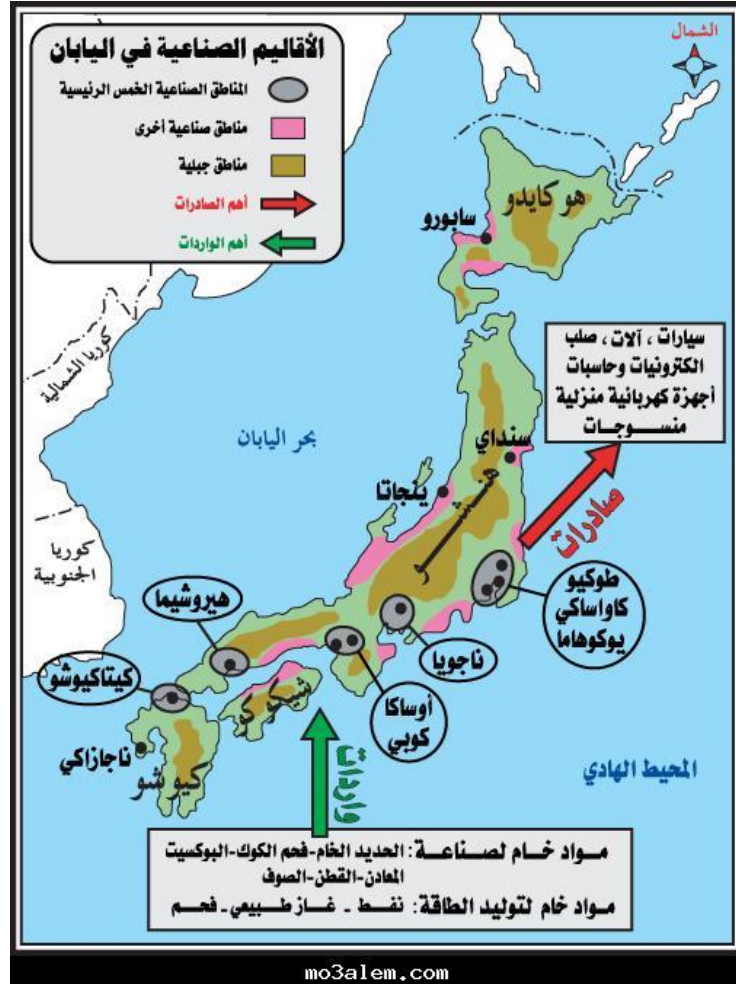 الشمال
الأقاليم الصناعية في اليابان
المناطق الصناعية الخمس الرئيسية
مناطق صناعية أخرى
مناطق جبلية
أهم الصادرات
أهم الواردات
هوكايدو
سابورو
كوريا الشمالية
سيارات ، آلات ، صلب
الكترونيات وحاسبات
أجهزة كهربائية منزلية
منسوجات
بحر اليابان
سنداي
ينجاتا
هنشو
صادرات
كوريا
الجنوبية
طوكيو
كاواساكي
يوكوهاما
هيروشيما
ناجويا
كيتاكيوشو
أوساكا
كوبي
شيكوكو
ناجازاكي
كيوشو
المحيط الهادي
واردات
مواد خام لصناعة : الحديد الخام-فحم الكوك-البوكسيت
المعادن-القطن-الصوف
مواد خام لتوليد الطاقة : نفط - غاز طبيعي - فحم
mo3alem.com